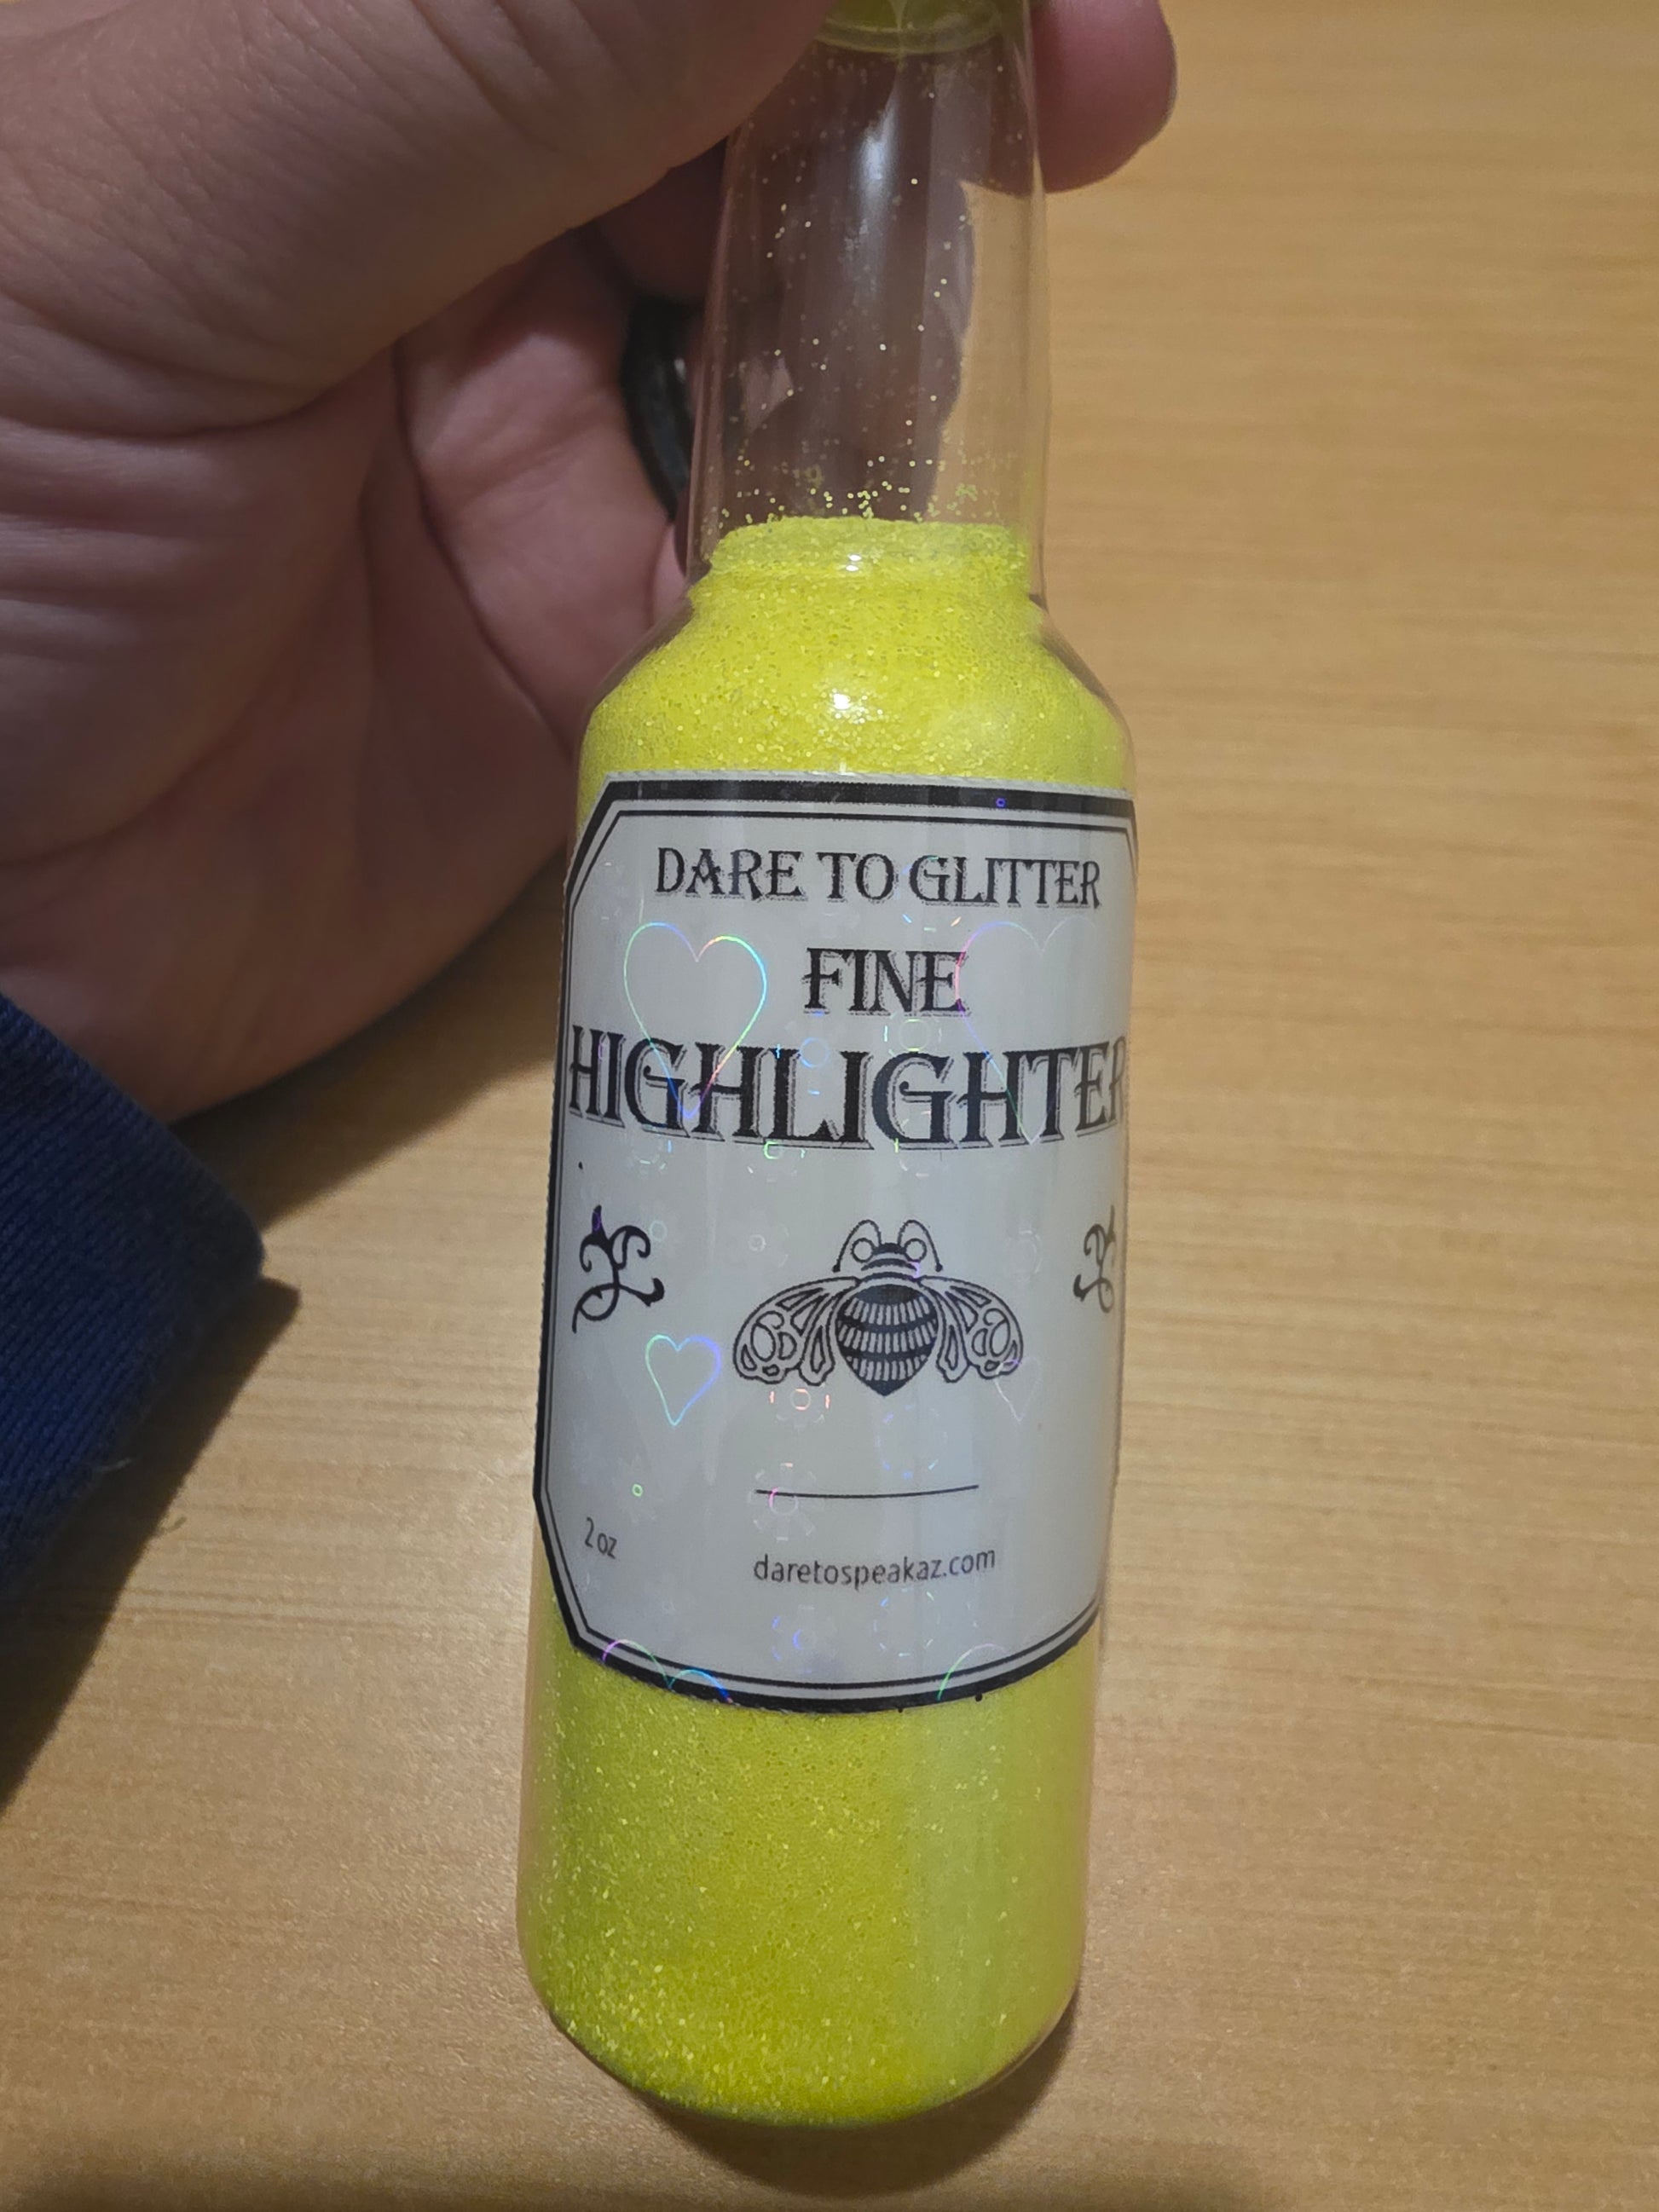 DARE TO GLITTER
FINE
HIGHLIGHTER
2 oz
daretospeakaz.com